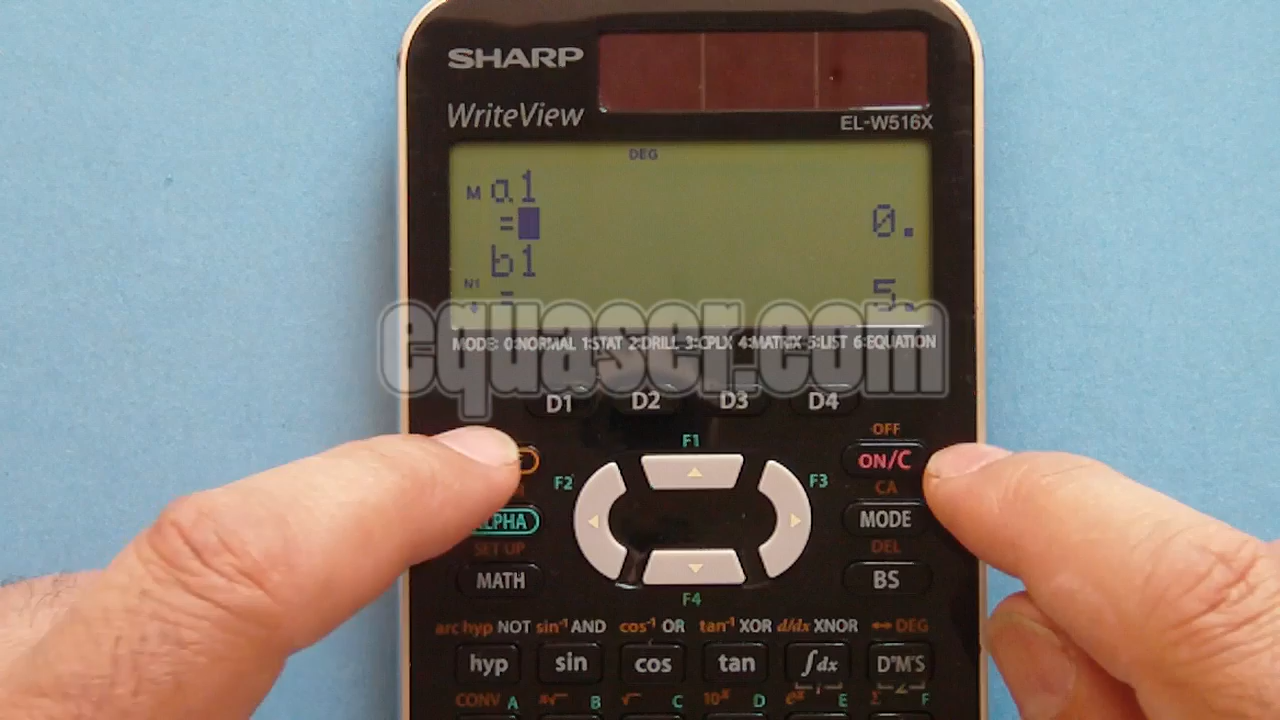 SHARP
WriteView
EL-W516X
DEG
M a1
= 0.
b1
N1
= 5.
equaser.com
MODE: 0:NORMAL 1:STAT 2:DRILL 3:CPLX 4:MATRIX 5:LIST 6:EQUATION
D1 D2 D3 D4
OFF
F1
ON/C
F2 F3
CA
ALPHA MODE
SET UP DEL
MATH BS
F4
arc hyp NOT sin⁻¹ AND cos⁻¹ OR tan⁻¹ XOR d/dx XNOR ↔DEG
hyp sin cos tan ∫dx D°M'S
CONV A ˣ√ B √ C 10ˣ D eˣ E Σ F